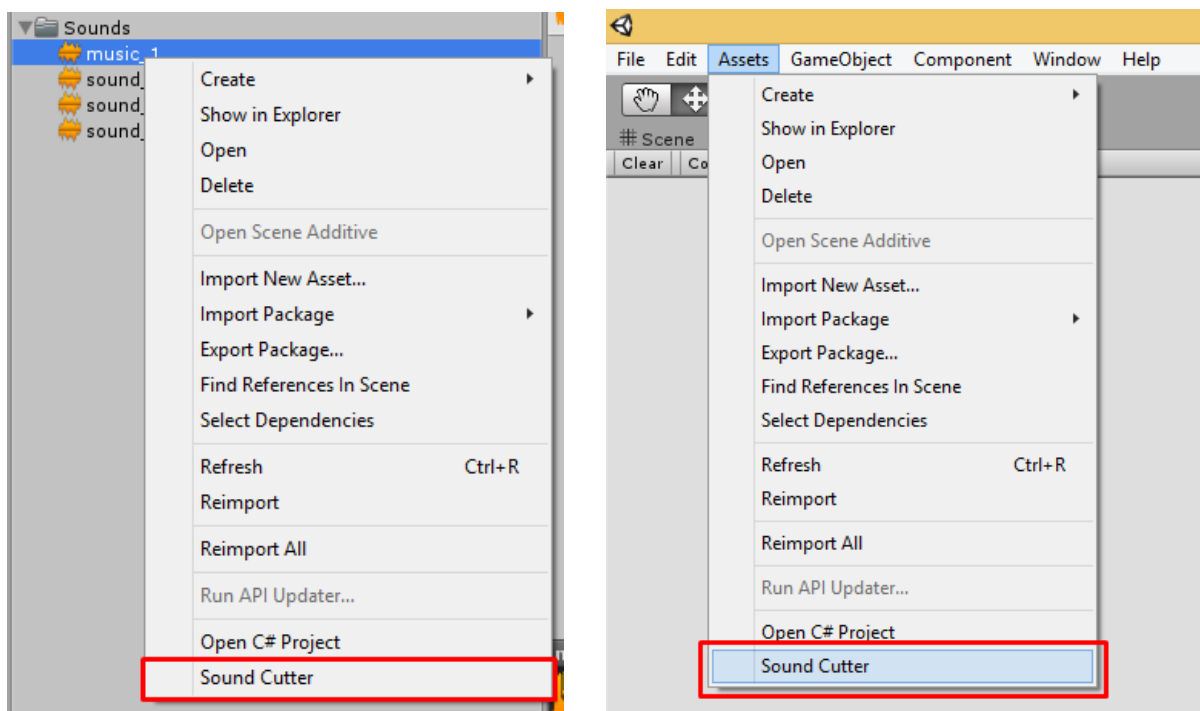 Sounds
music_1
sound_
sound_
sound_
Create
Show in Explorer
Open
Delete
Open Scene Additive
Import New Asset...
Import Package
Export Package...
Find References In Scene
Select Dependencies
Refresh Ctrl+R
Reimport
Reimport All
Run API Updater...
Open C# Project
Sound Cutter
File Edit Assets GameObject Component Window Help
Create
Show in Explorer
Open
Delete
Open Scene Additive
Import New Asset...
Import Package
Export Package...
Find References In Scene
Select Dependencies
Refresh Ctrl+R
Reimport
Reimport All
Run API Updater...
Open C# Project
Sound Cutter
# Scene
Clear Co